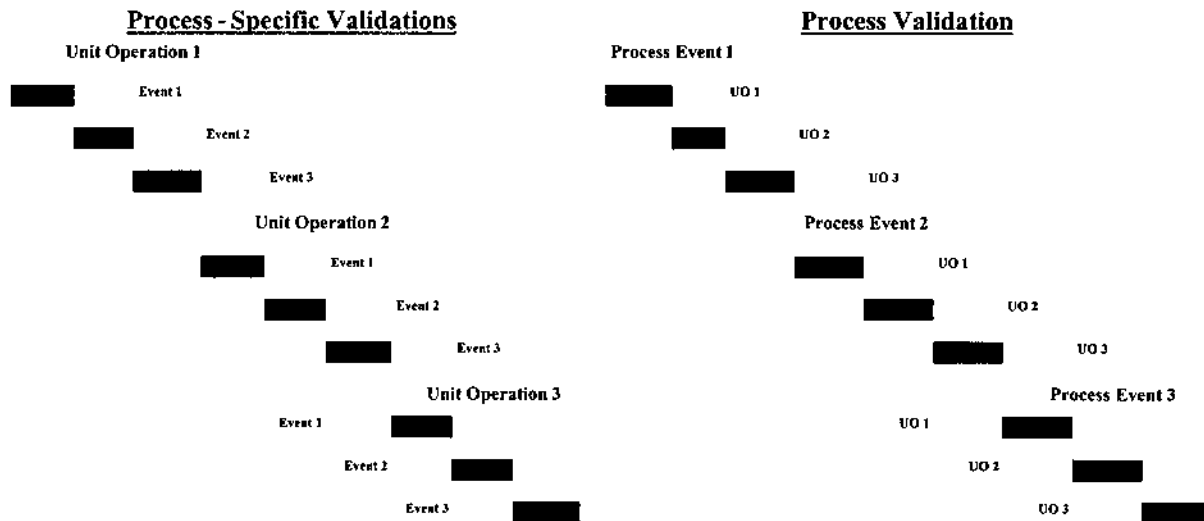 Process - Specific Validations
Unit Operation 1
Event 1
Event 2
Event 3
Unit Operation 2
Event 1
Event 2
Event 3
Unit Operation 3
Event 1
Event 2
Event 3
Process Validation
Process Event 1
UO 1
UO 2
UO 3
Process Event 2
UO 1
UO 2
UO 3
Process Event 3
UO 1
UO 2
UO 3